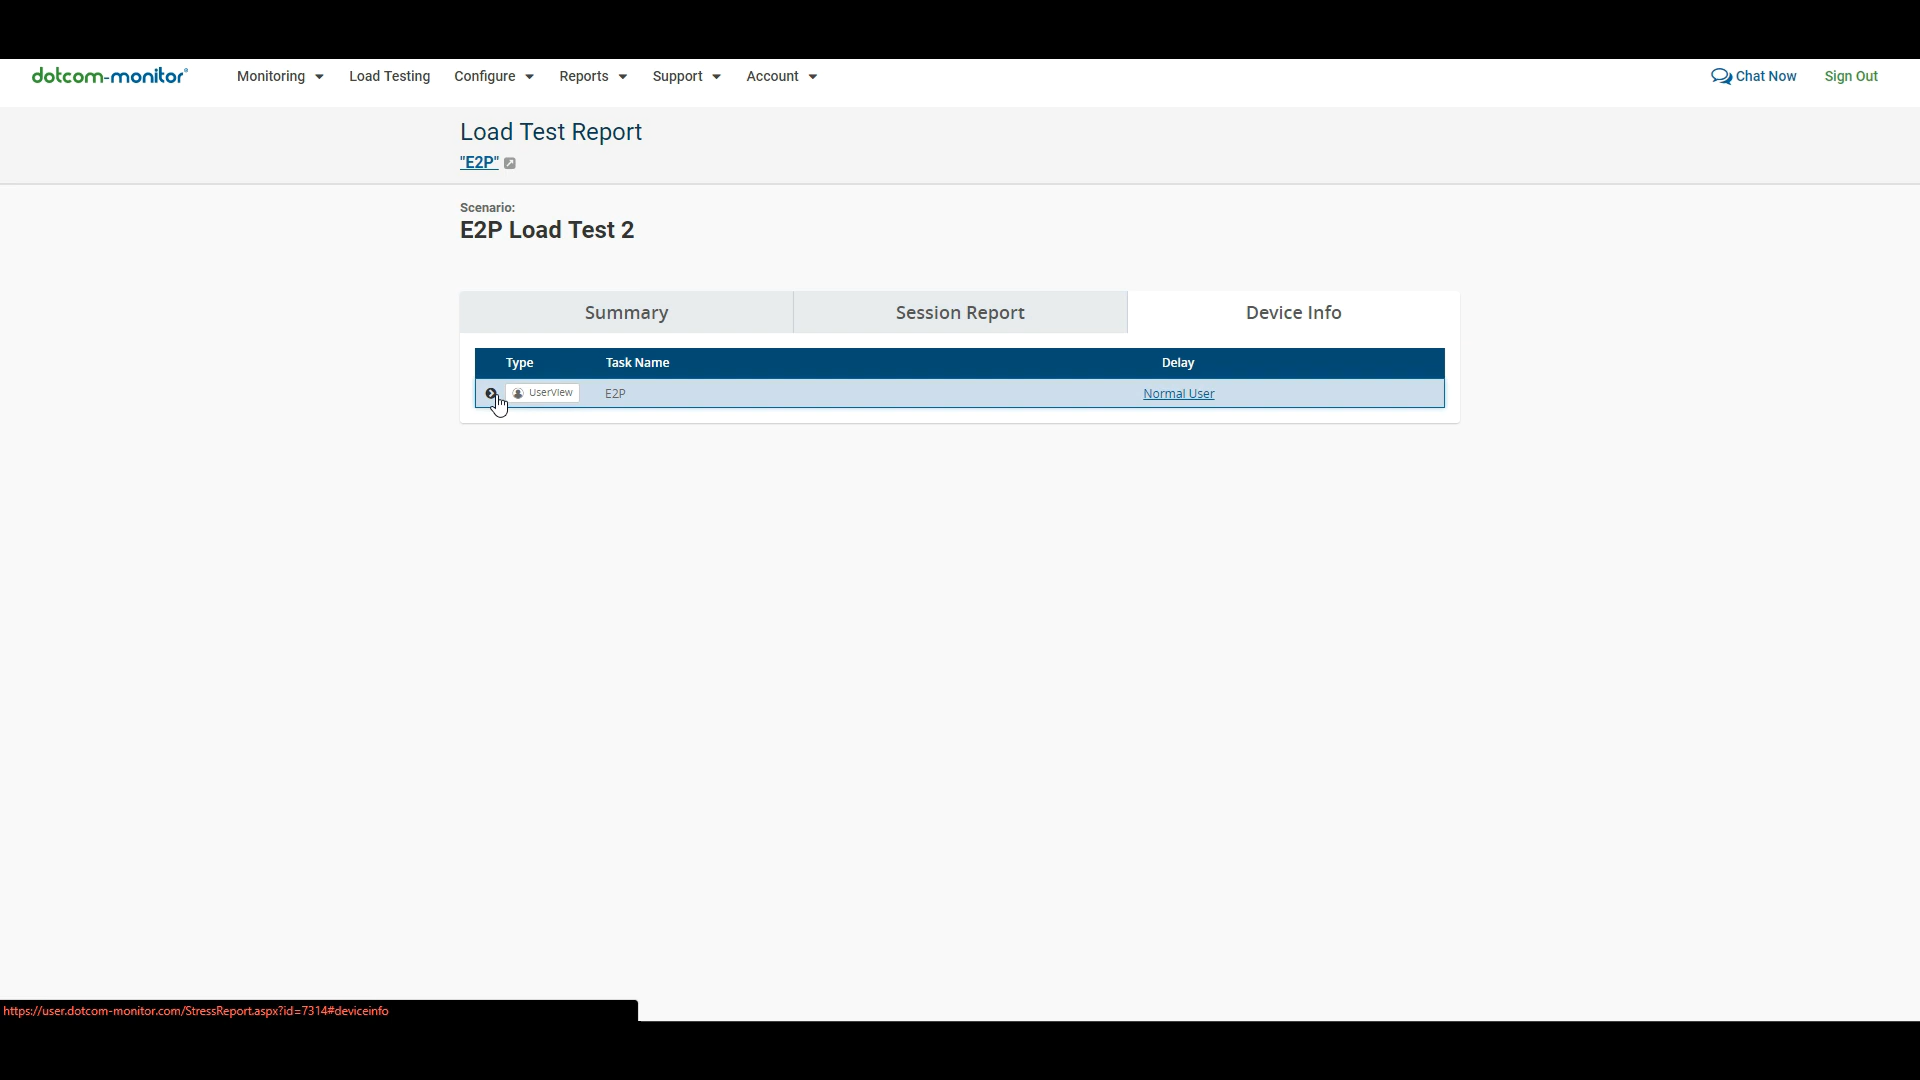 dotcom-monitor® Monitoring Load Testing Configure Reports Support Account Chat Now Sign Out
Load Test Report
"E2P"
Scenario:
E2P Load Test 2
Summary Session Report Device Info
Type Task Name Delay
UserView E2P Normal User
https://user.dotcom-monitor.com/StressReport.aspx?id=7314#deviceinfo